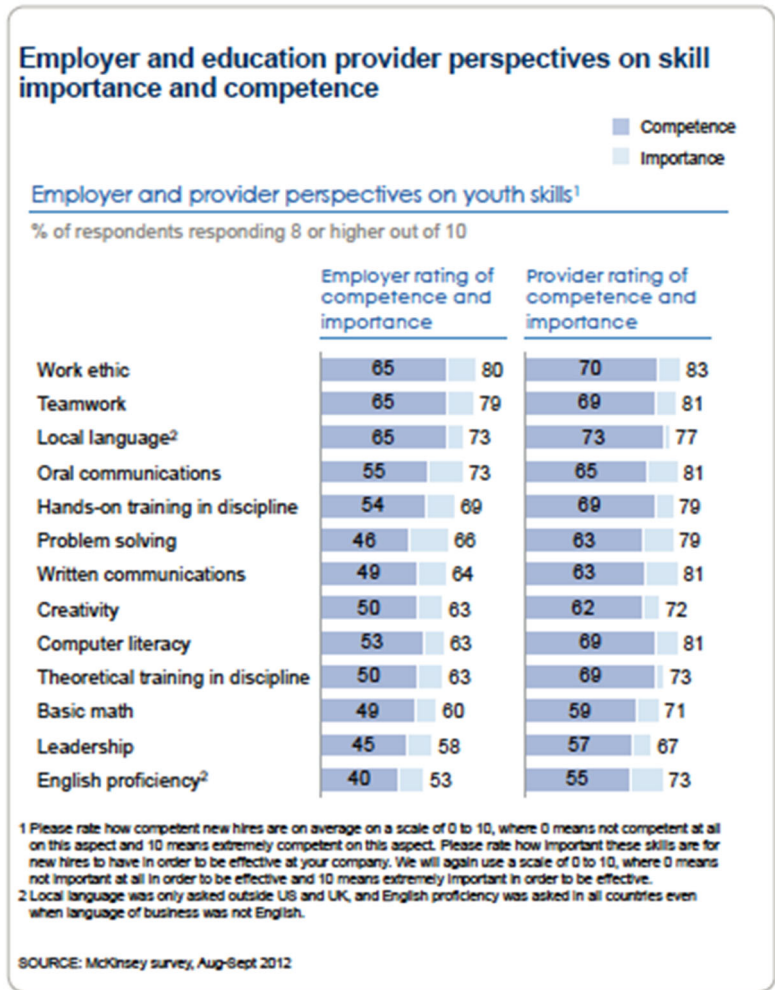 Employer and education provider perspectives on skill
importance and competence
Competence
Importance
Employer and provider perspectives on youth skills¹
% of respondents responding 8 or higher out of 10
Employer rating of
competence and
importance
Provider rating of
competence and
importance
Work ethic 65 80 70 83
Teamwork 65 79 69 81
Local language² 65 73 73 77
Oral communications 55 73 65 81
Hands-on training in discipline 54 69 69 79
Problem solving 46 66 63 79
Written communications 49 64 63 81
Creativity 50 63 62 72
Computer literacy 53 63 69 81
Theoretical training in discipline 50 63 69 73
Basic math 49 60 59 71
Leadership 45 58 57 67
English proficiency² 40 53 55 73
1 Please rate how competent new hires are on average on a scale of 0 to 10, where 0 means not competent at all
on this aspect and 10 means extremely competent on this aspect. Please rate how important these skills are for
new hires to have in order to be effective at your company. We will again use a scale of 0 to 10, where 0 means
not important at all in order to be effective and 10 means extremely important in order to be effective.
2 Local language was only asked outside US and UK, and English proficiency was asked in all countries even
when language of business was not English.
SOURCE: McKinsey survey, Aug-Sept 2012